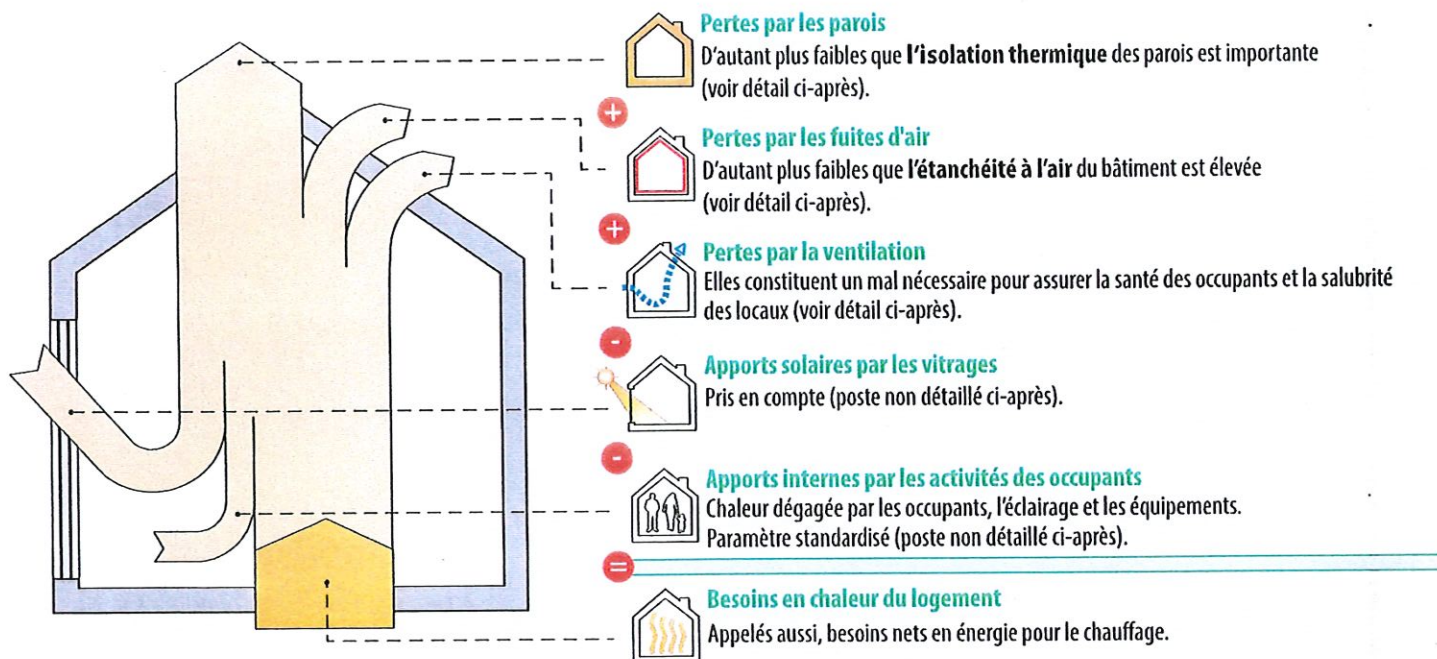 Pertes par les parois
D'autant plus faibles que l'isolation thermique des parois est importante
(voir détail ci-après).
+
Pertes par les fuites d'air
D'autant plus faibles que l'étanchéité à l'air du bâtiment est élevée
(voir détail ci-après).
+
Pertes par la ventilation
Elles constituent un mal nécessaire pour assurer la santé des occupants et la salubrité
des locaux (voir détail ci-après).
-
Apports solaires par les vitrages
Pris en compte (poste non détaillé ci-après).
-
Apports internes par les activités des occupants
Chaleur dégagée par les occupants, l'éclairage et les équipements.
Paramètre standardisé (poste non détaillé ci-après).
=
Besoins en chaleur du logement
Appelés aussi, besoins nets en énergie pour le chauffage.